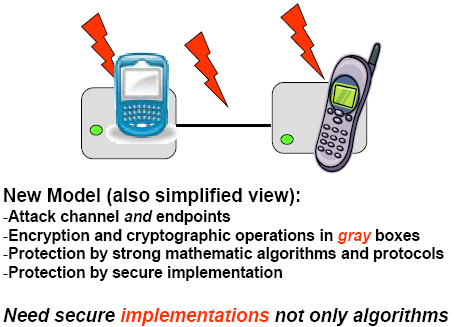 New Model (also simplified view):
-Attack channel and endpoints
-Encryption and cryptographic operations in gray boxes
-Protection by strong mathematic algorithms and protocols
-Protection by secure implementation
Need secure implementations not only algorithms